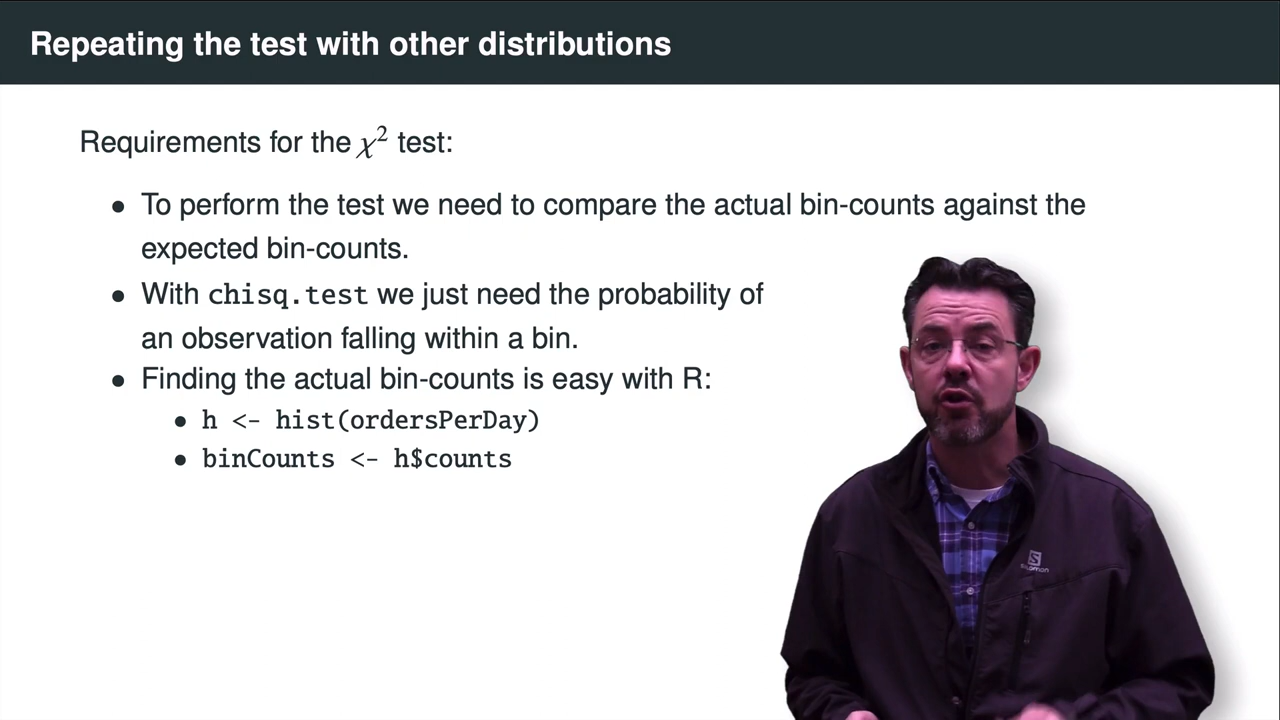 Repeating the test with other distributions
Requirements for the χ² test:
• To perform the test we need to compare the actual bin-counts against the
expected bin-counts.
• With chisq.test we just need the probability of
an observation falling within a bin.
• Finding the actual bin-counts is easy with R:
• h <- hist(ordersPerDay)
• binCounts <- h$counts
S
salomon